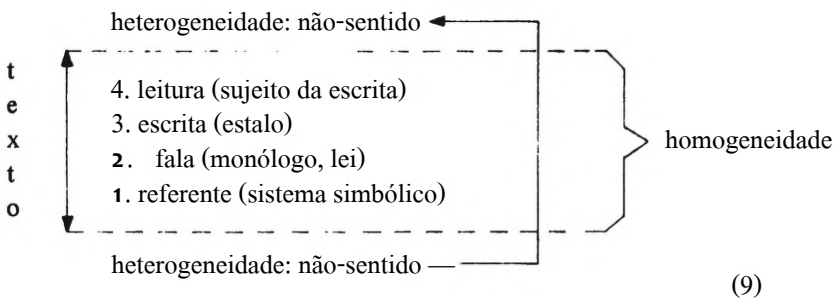 heterogeneidade: não-sentido
texto
4. leitura (sujeito da escrita)
3. escrita (estalo)
2. fala (monólogo, lei)
1. referente (sistema simbólico)
homogeneidade
heterogeneidade: não-sentido —
(9)